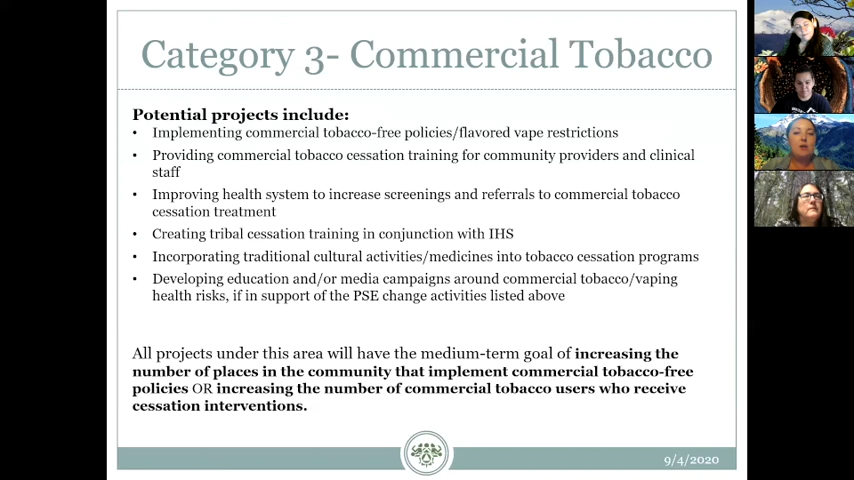 Category 3- Commercial Tobacco
Potential projects include:
• Implementing commercial tobacco-free policies/flavored vape restrictions
• Providing commercial tobacco cessation training for community providers and clinical
staff
• Improving health system to increase screenings and referrals to commercial tobacco
cessation treatment
• Creating tribal cessation training in conjunction with IHS
• Incorporating traditional cultural activities/medicines into tobacco cessation programs
• Developing education and/or media campaigns around commercial tobacco/vaping
health risks, if in support of the PSE change activities listed above
All projects under this area will have the medium-term goal of increasing the
number of places in the community that implement commercial tobacco-free
policies OR increasing the number of commercial tobacco users who receive
cessation interventions.
9/4/2020